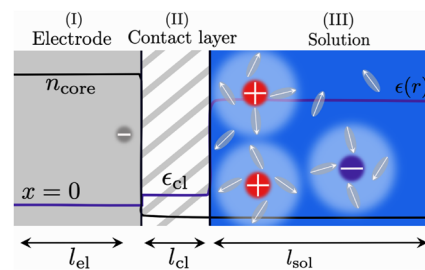 (I) (II) (III)
Electrode Contact layer Solution
n_core
ϵ(r)
x = 0
ϵ_cl
l_el l_cl l_sol